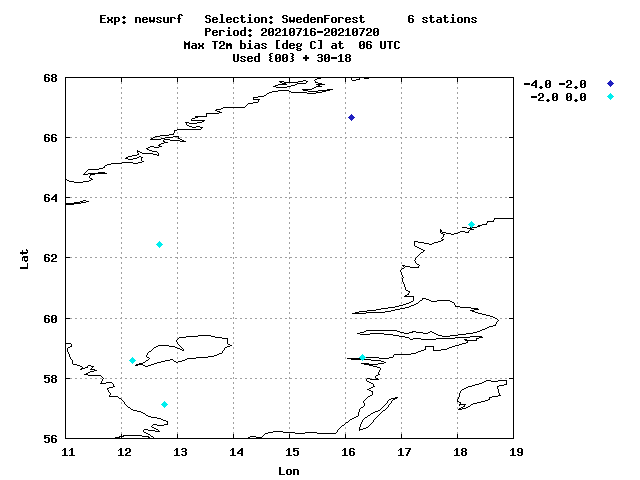 Exp: newsurf   Selection: SwedenForest      6 stations
Period: 20210716-20210720
Max T2m bias [deg C] at  06 UTC
Used {00} + 30-18
-4.0 -2.0
-2.0 0.0
68
66
64
62
60
58
56
Lat
11 12 13 14 15 16 17 18 19
Lon